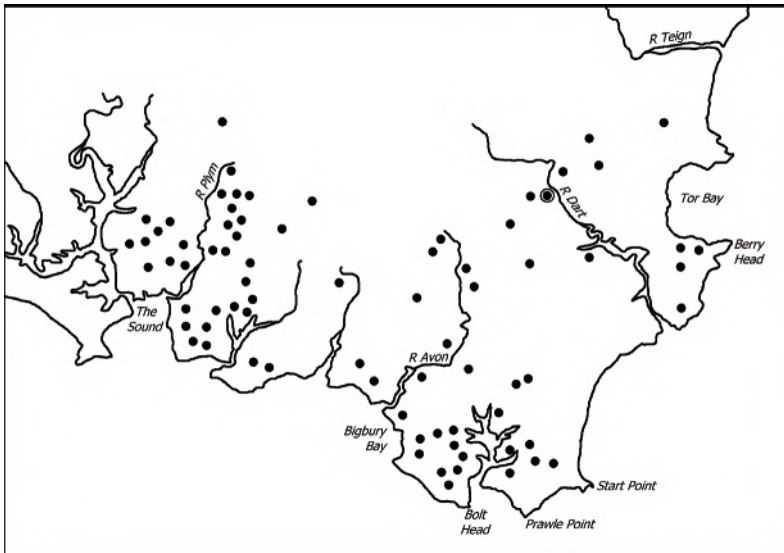 R Teign
R Plym
R Dart
Tor Bay
Berry
Head
The
Sound
R Avon
Bigbury
Bay
Start Point
Bolt
Head
Prawle Point